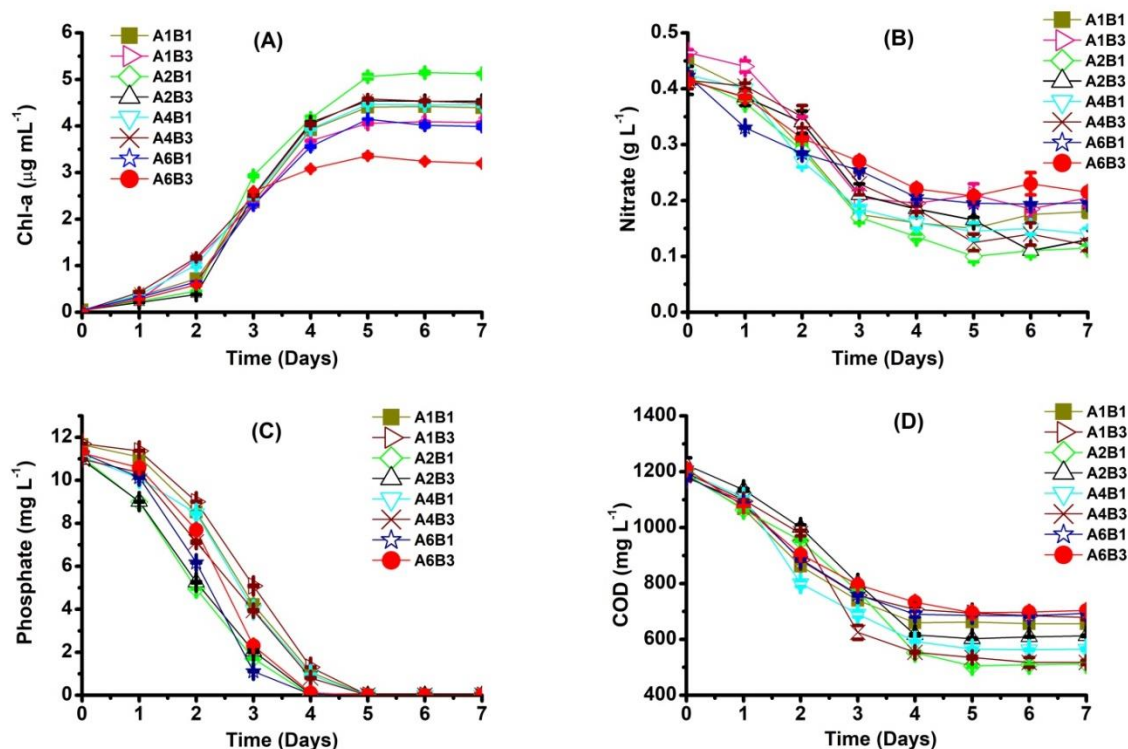 (A)
Chl-a (µg mL⁻¹)
6
5
4
3
2
1
0
0 1 2 3 4 5 6 7
Time (Days)
A1B1
A1B3
A2B1
A2B3
A4B1
A4B3
A6B1
A6B3
(B)
Nitrate (g L⁻¹)
0.5
0.4
0.3
0.2
0.1
0.0
0 1 2 3 4 5 6 7
Time (Days)
A1B1
A1B3
A2B1
A2B3
A4B1
A4B3
A6B1
A6B3
(C)
Phosphate (mg L⁻¹)
12
10
8
6
4
2
0
0 1 2 3 4 5 6 7
Time (Days)
A1B1
A1B3
A2B1
A2B3
A4B1
A4B3
A6B1
A6B3
(D)
COD (mg L⁻¹)
1400
1200
1000
800
600
400
0 1 2 3 4 5 6 7
Time (Days)
A1B1
A1B3
A2B1
A2B3
A4B1
A4B3
A6B1
A6B3